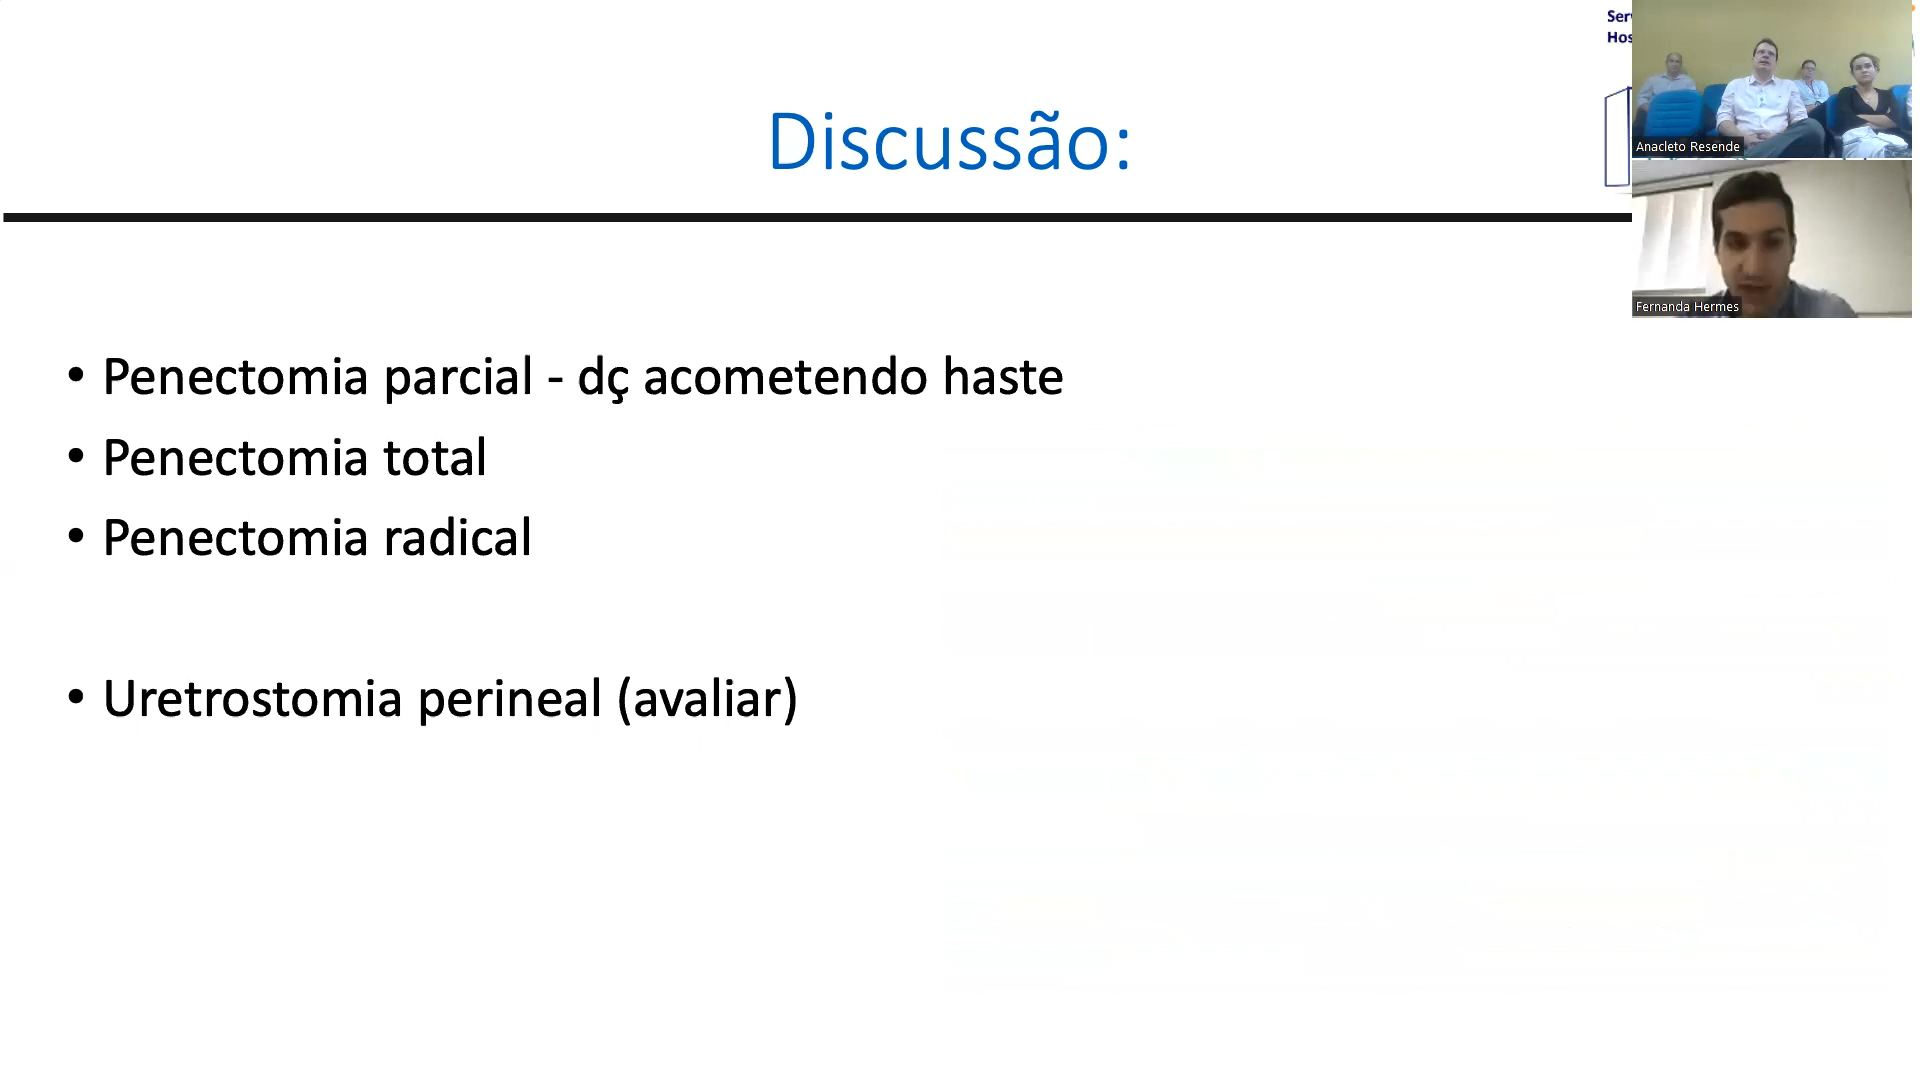 Discussão:
Anacleto Resende
Fernanda Hermes
• Penectomia parcial - dç acometendo haste
• Penectomia total
• Penectomia radical
• Uretrostomia perineal (avaliar)